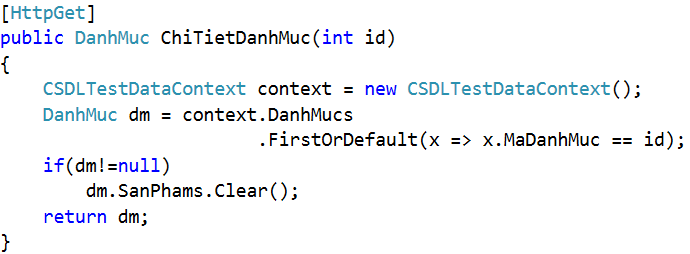 [HttpGet]
public DanhMuc ChiTietDanhMuc(int id)
{
    CSDLTestDataContext context = new CSDLTestDataContext();
    DanhMuc dm = context.DanhMucs
                        .FirstOrDefault(x => x.MaDanhMuc == id);
    if(dm!=null)
        dm.SanPhams.Clear();
    return dm;
}